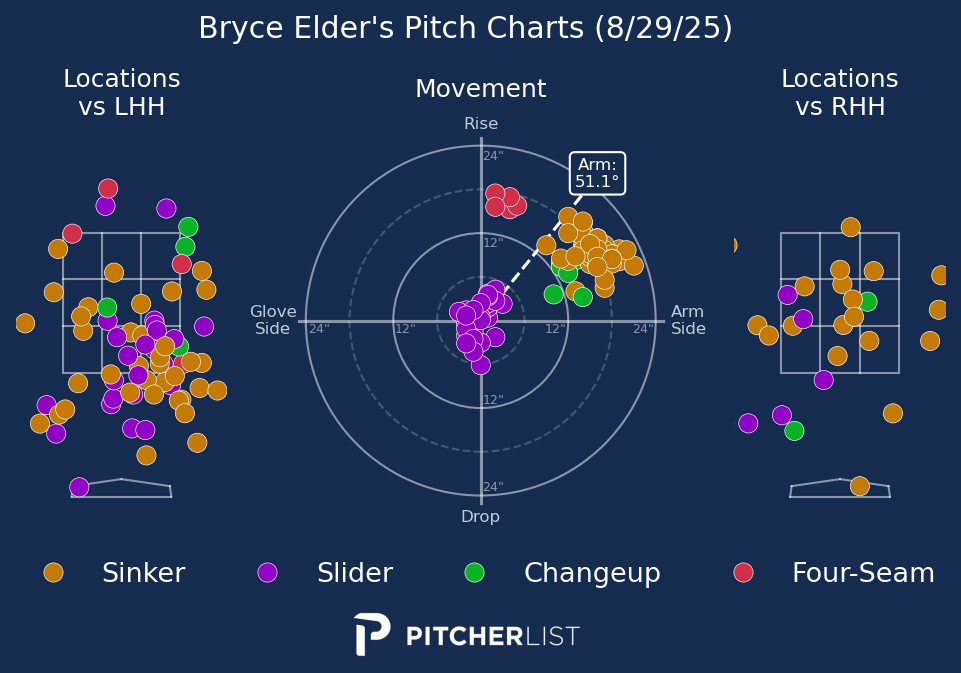 Bryce Elder's Pitch Charts (8/29/25)
Locations
vs LHH
Movement
Locations
vs RHH
Rise
24"
Arm:
51.1°
12"
Glove
Side
24"
12"
12"
24"
Arm
Side
12"
24"
Drop
Sinker
Slider
Changeup
Four-Seam
PITCHERLIST